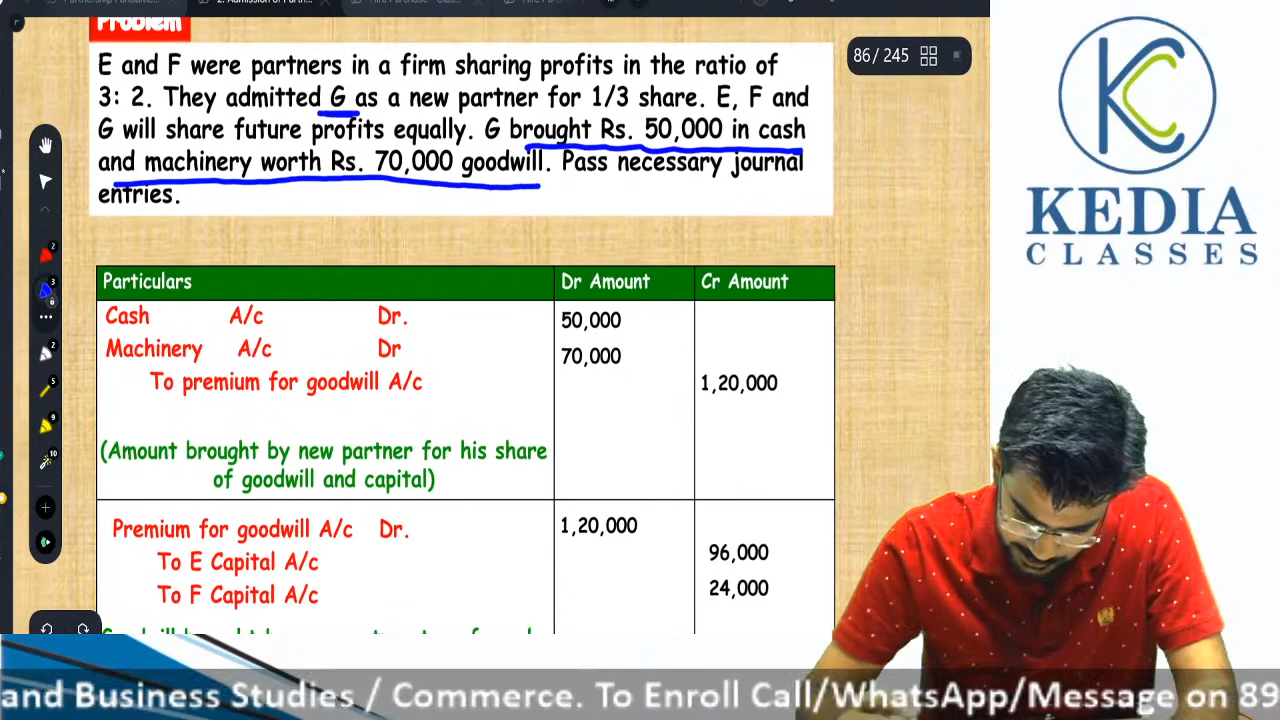 Problem
86/245
E and F were partners in a firm sharing profits in the ratio of
3: 2. They admitted G as a new partner for 1/3 share. E, F and
G will share future profits equally. G brought Rs. 50,000 in cash
and machinery worth Rs. 70,000 goodwill. Pass necessary journal
entries.
KEDIA
CLASSES
Particulars Dr Amount Cr Amount
Cash A/c Dr. 50,000
Machinery A/c Dr 70,000
To premium for goodwill A/c 1,20,000
(Amount brought by new partner for his share
of goodwill and capital)
Premium for goodwill A/c Dr. 1,20,000
To E Capital A/c 96,000
To F Capital A/c 24,000
and Business Studies / Commerce. To Enroll Call/WhatsApp/Message on 89